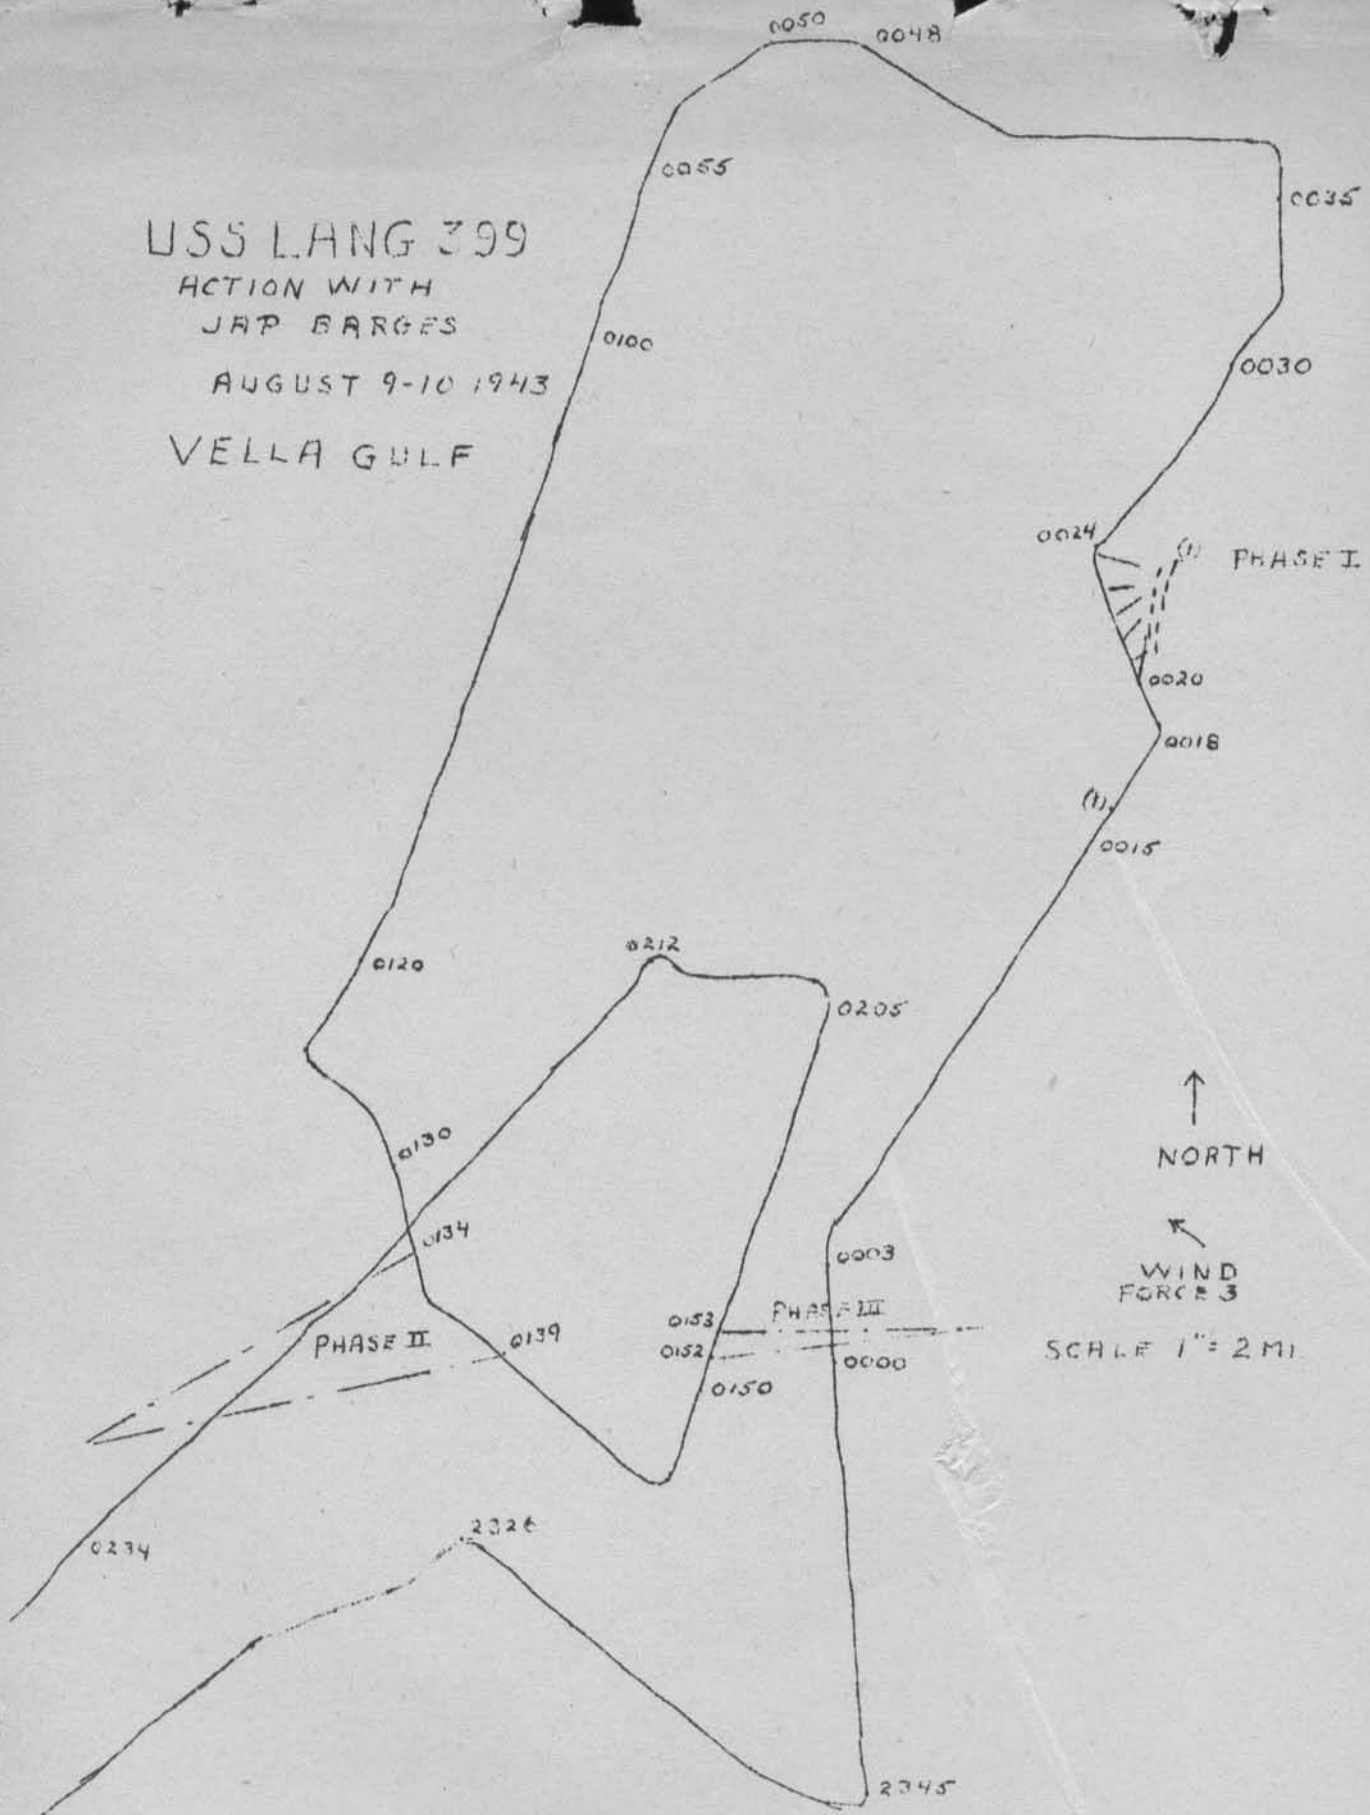 0050
0048
0055
0035
USS LANG 399
ACTION WITH
JAP BARGES
0100
0030
AUGUST 9-10 1943
VELLA GULF
0024
(1)
PHASE I
0020
0018
(1)
0015
0212
0120
0205
0130
NORTH
0134
0003
WIND
FORCE 3
PHASE III
0153
PHASE II
0139
0152
0000
SCALE 1" = 2 MI
0150
2326
0234
2345